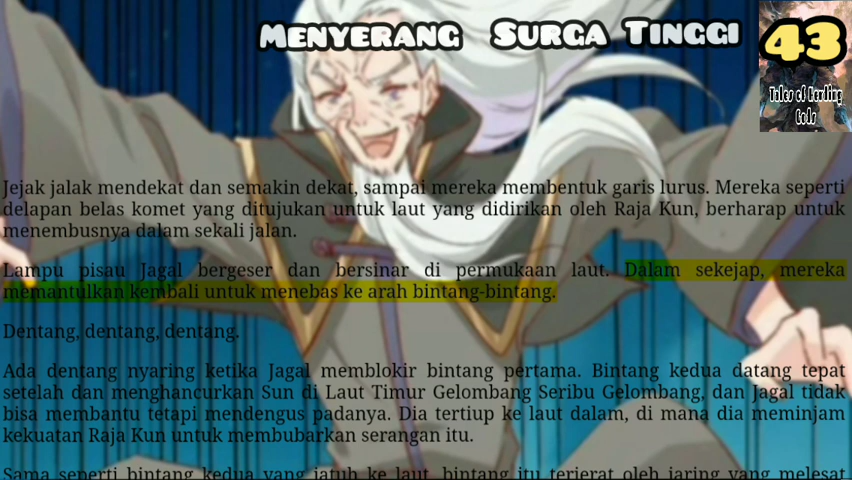 MENYERANG SURGA TINGGI
43
Tales of Herding
Gods
Jejak jalak mendekat dan semakin dekat, sampai mereka membentuk garis lurus. Mereka seperti
delapan belas komet yang ditujukan untuk laut yang didirikan oleh Raja Kun, berharap untuk
menembusnya dalam sekali jalan.
Lampu pisau Jagal bergeser dan bersinar di permukaan laut. Dalam sekejap, mereka
memantulkan kembali untuk menebas ke arah bintang-bintang.
Dentang, dentang, dentang.
Ada dentang nyaring ketika Jagal memblokir bintang pertama. Bintang kedua datang tepat
setelah dan menghancurkan Sun di Laut Timur Gelombang Seribu Gelombang, dan Jagal tidak
bisa membantu tetapi mendengus padanya. Dia tertiup ke laut dalam, di mana dia meminjam
kekuatan Raja Kun untuk membubarkan serangan itu.
Sama seperti bintang kedua yang jatuh ke laut, bintang itu terjerat oleh jaring yang melesat